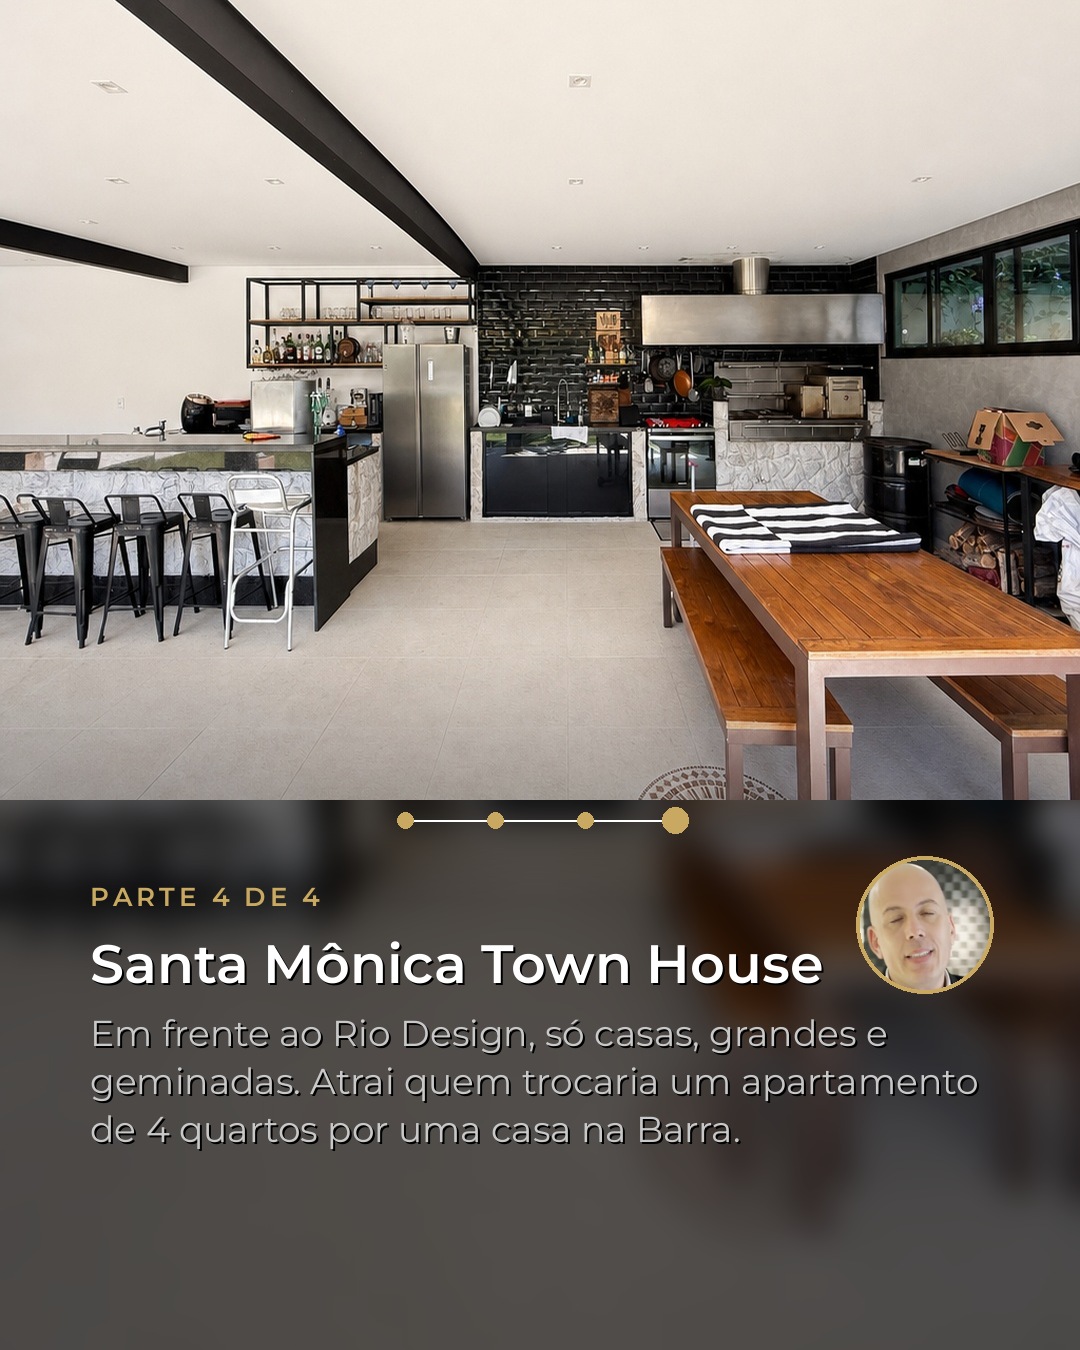 PARTE 4 DE 4
Santa Mônica Town House
Em frente ao Rio Design, só casas, grandes e
geminadas. Atrai quem trocaria um apartamento
de 4 quartos por uma casa na Barra.